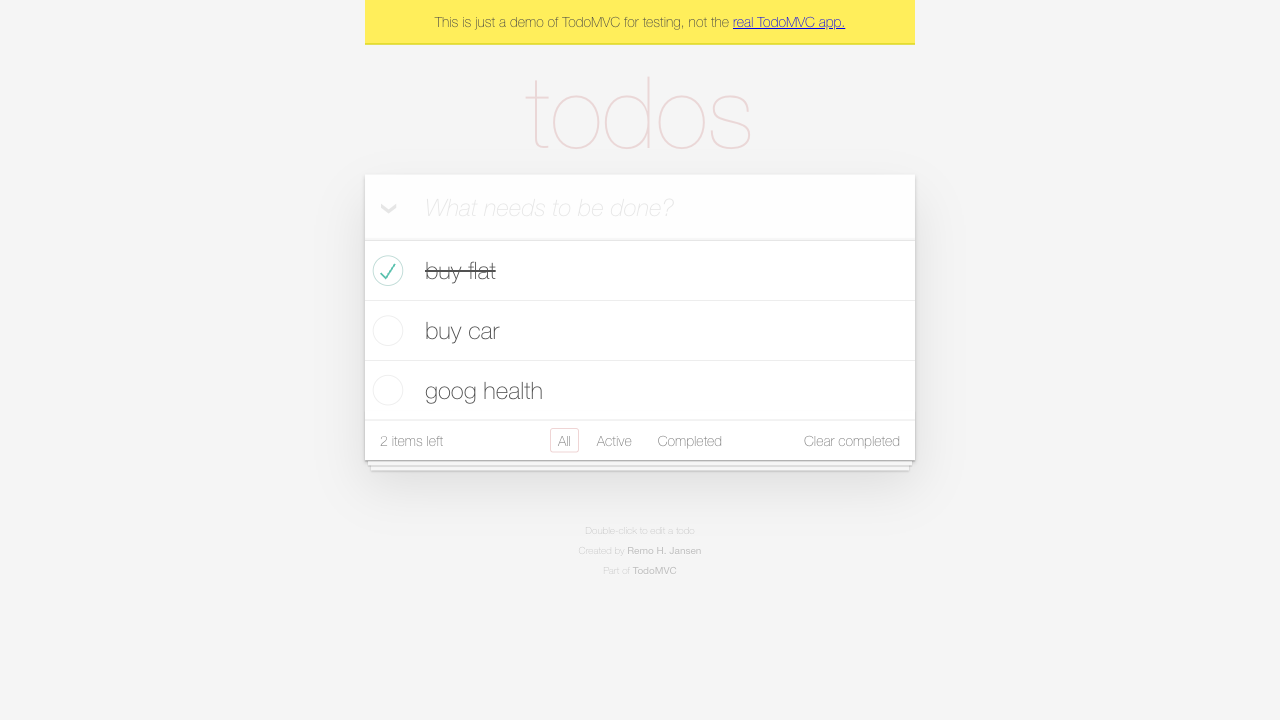 This is just a demo of TodoMVC for testing, not the real TodoMVC app.
todos
What needs to be done?
buy flat
buy car
goog health
2 items left All Active Completed Clear completed
Double-click to edit a todo
Created by Remo H. Jansen
Part of TodoMVC